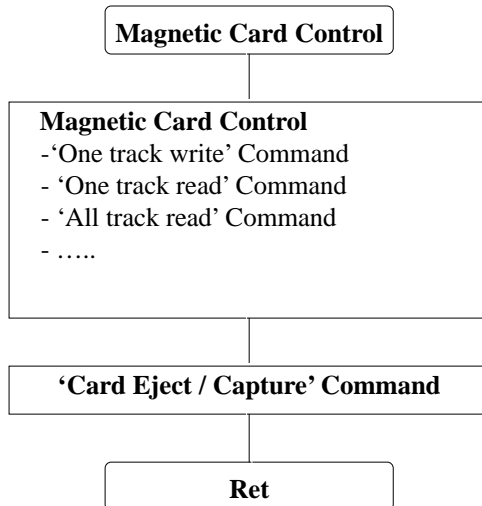 Magnetic Card Control
Magnetic Card Control
-‘One track write’ Command
- ‘One track read’ Command
- ‘All track read’ Command
- …..
‘Card Eject / Capture’ Command
Ret